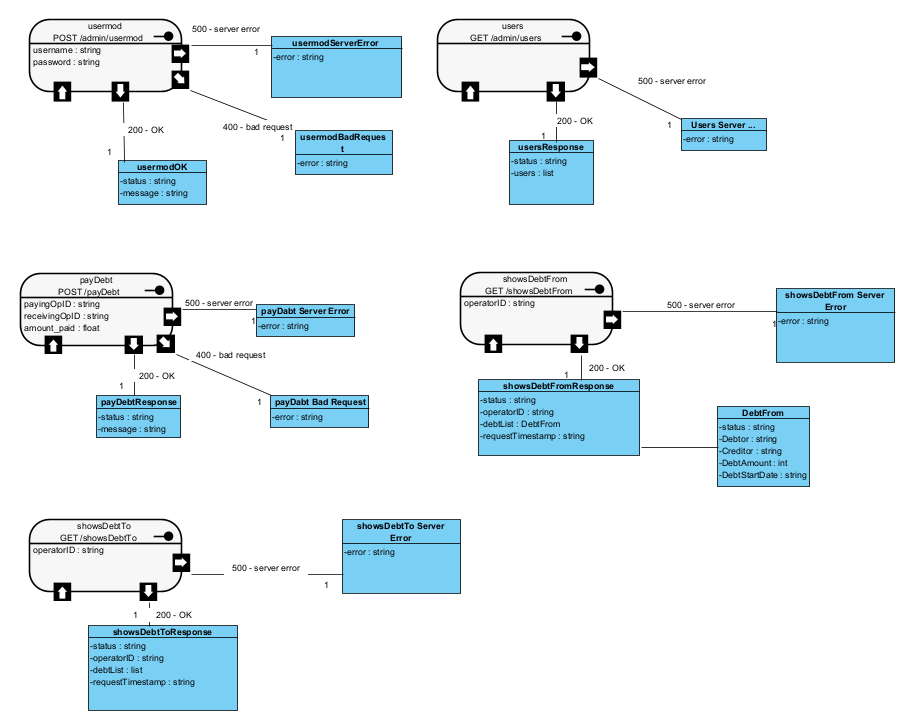 usermod
POST /admin/usermod
username : string
password : string
500 - server error
1
usermodServerError
-error : string
400 - bad request
1
usermodBadReques
t
-error : string
200 - OK
1
usermodOK
-status : string
-message : string
users
GET /admin/users
500 - server error
1
Users Server ...
-error : string
200 - OK
1
usersResponse
-status : string
-users : list
payDebt
POST /payDebt
payingOpID : string
receivingOpID : string
amount_paid : float
500 - server error
1
payDabt Server Error
-error : string
400 - bad request
1
payDabt Bad Request
-error : string
200 - OK
1
payDebtResponse
-status : string
-message : string
showsDebtFrom
GET /showsDebtFrom
operatorID : string
500 - server error
1
showsDebtFrom Server
Error
-error : string
200 - OK
1
showsDebtFromResponse
-status : string
-operatorID : string
-debtList : DebtFrom
-requestTimestamp : string
DebtFrom
-status : string
-Debtor : string
-Creditor : string
-DebtAmount : int
-DebtStartDate : string
showsDebtTo
GET /showsDebtTo
operatorID : string
500 - server error
1
showsDebtTo Server
Error
-error : string
1
200 - OK
showsDebtToResponse
-status : string
-operatorID : string
-debtList : list
-requestTimestamp : string